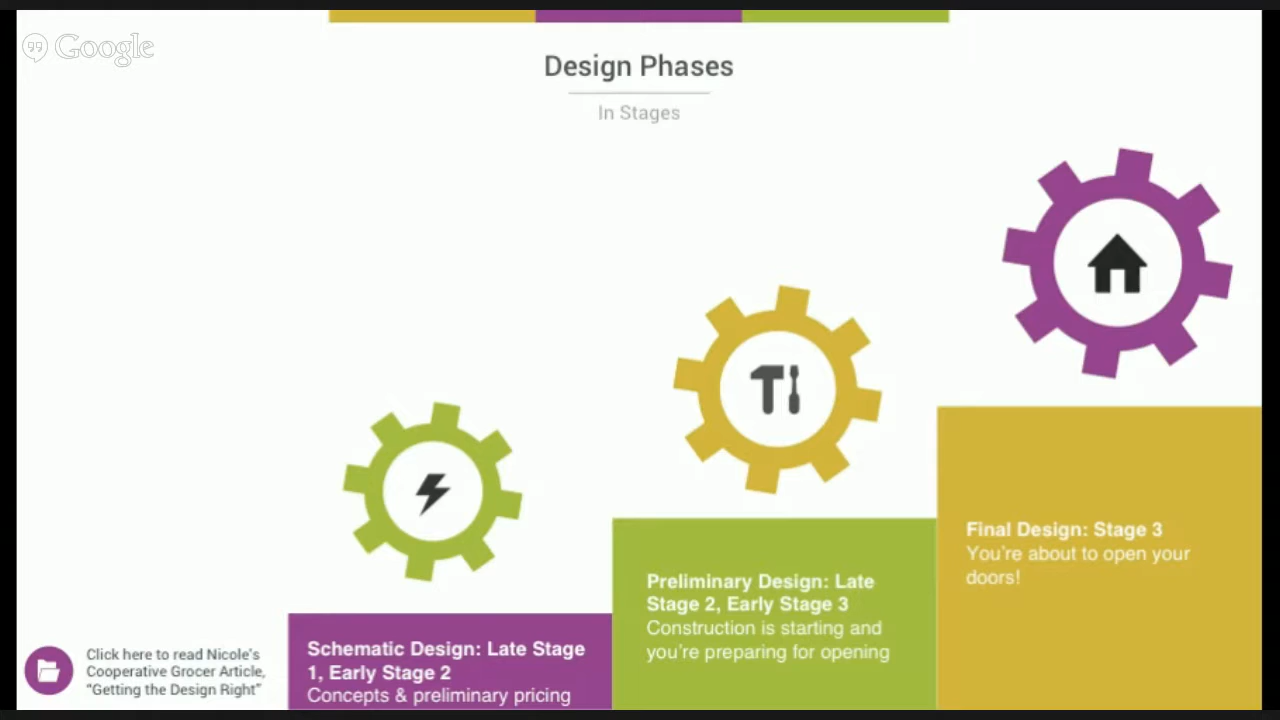 Google
Design Phases
In Stages
Final Design: Stage 3
You're about to open your
doors!
Preliminary Design: Late
Stage 2, Early Stage 3
Construction is starting and
you're preparing for opening
Schematic Design: Late Stage
1, Early Stage 2
Concepts & preliminary pricing
Click here to read Nicole's
Cooperative Grocer Article,
"Getting the Design Right"